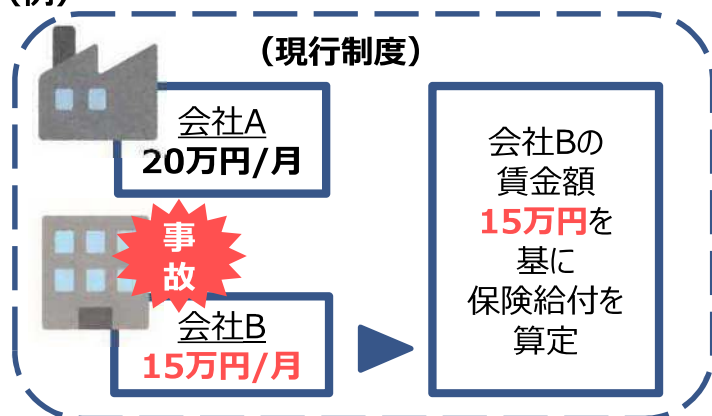 （例）
（現行制度）
会社A
20万円/月
事
故
会社B
15万円/月
会社Bの
賃金額
15万円を
基に
保険給付を
算定